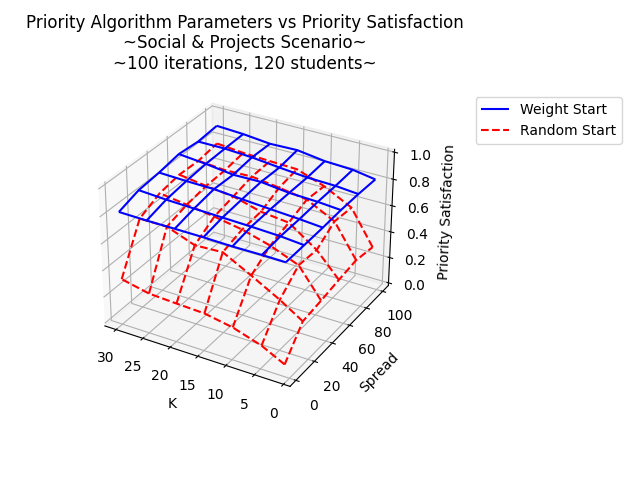 Priority Algorithm Parameters vs Priority Satisfaction
~Social & Projects Scenario~
~100 iterations, 120 students~
Weight Start
Random Start
1.0
0.8
0.6
0.4
0.2
0.0
Priority Satisfaction
100
80
60
40
20
0
Spread
30
25
20
15
10
5
0
K